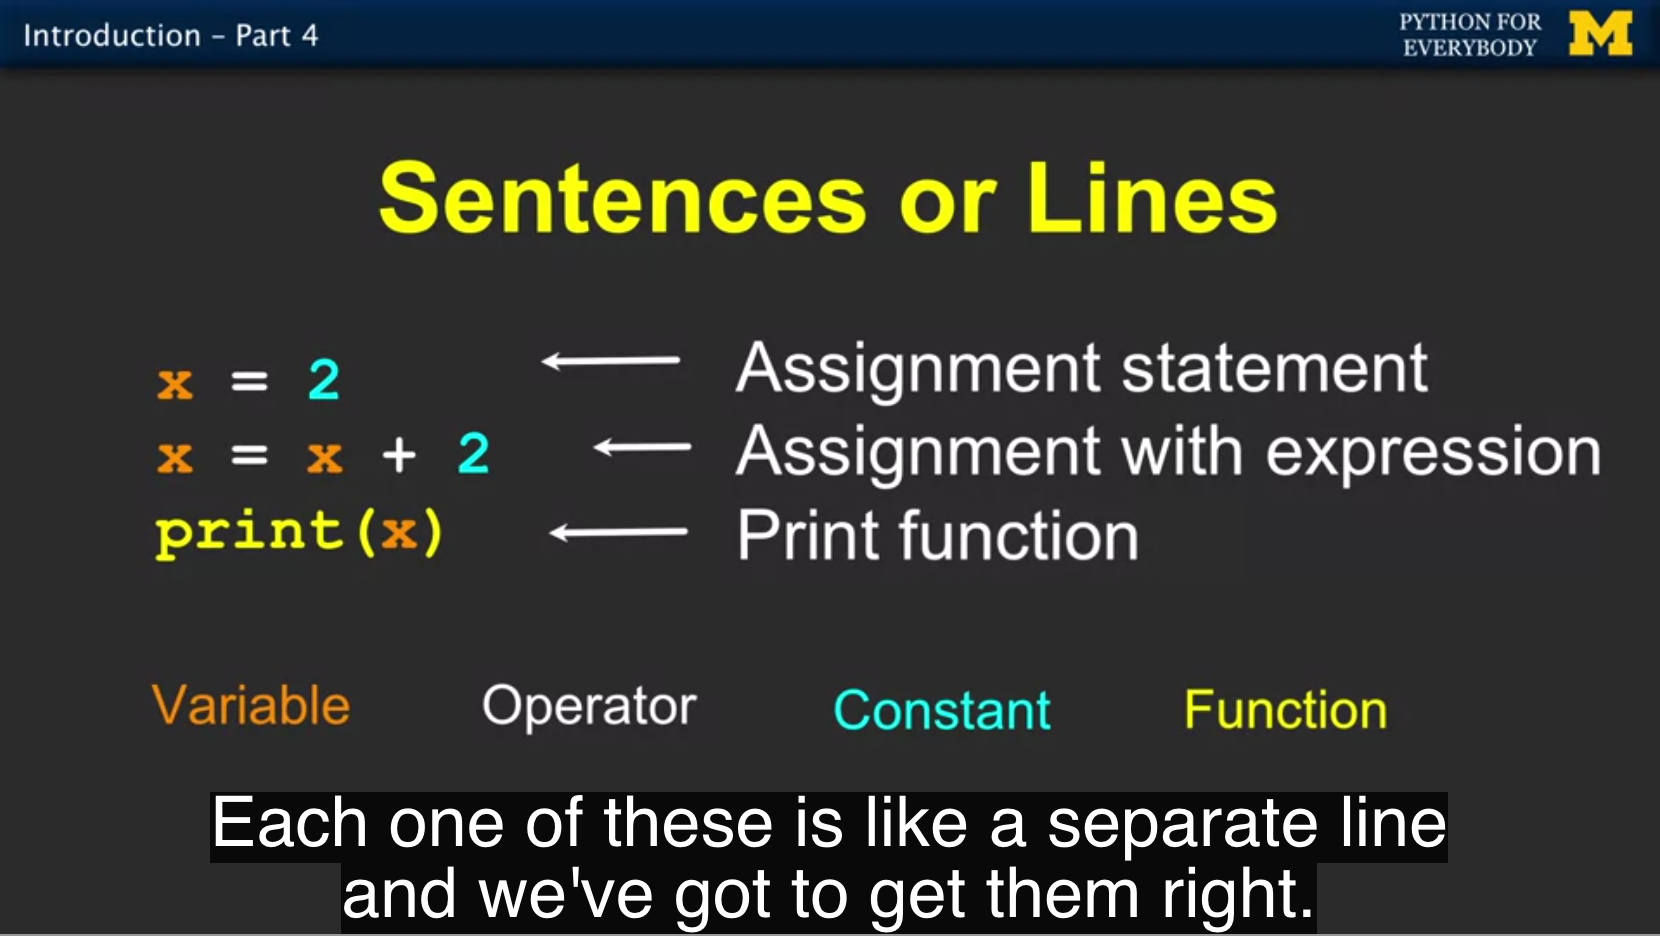 Introduction – Part 4
PYTHON FOR
EVERYBODY
M
Sentences or Lines
x = 2 Assignment statement
x = x + 2 Assignment with expression
print(x) Print function
Variable Operator Constant Function
Each one of these is like a separate line
and we've got to get them right.